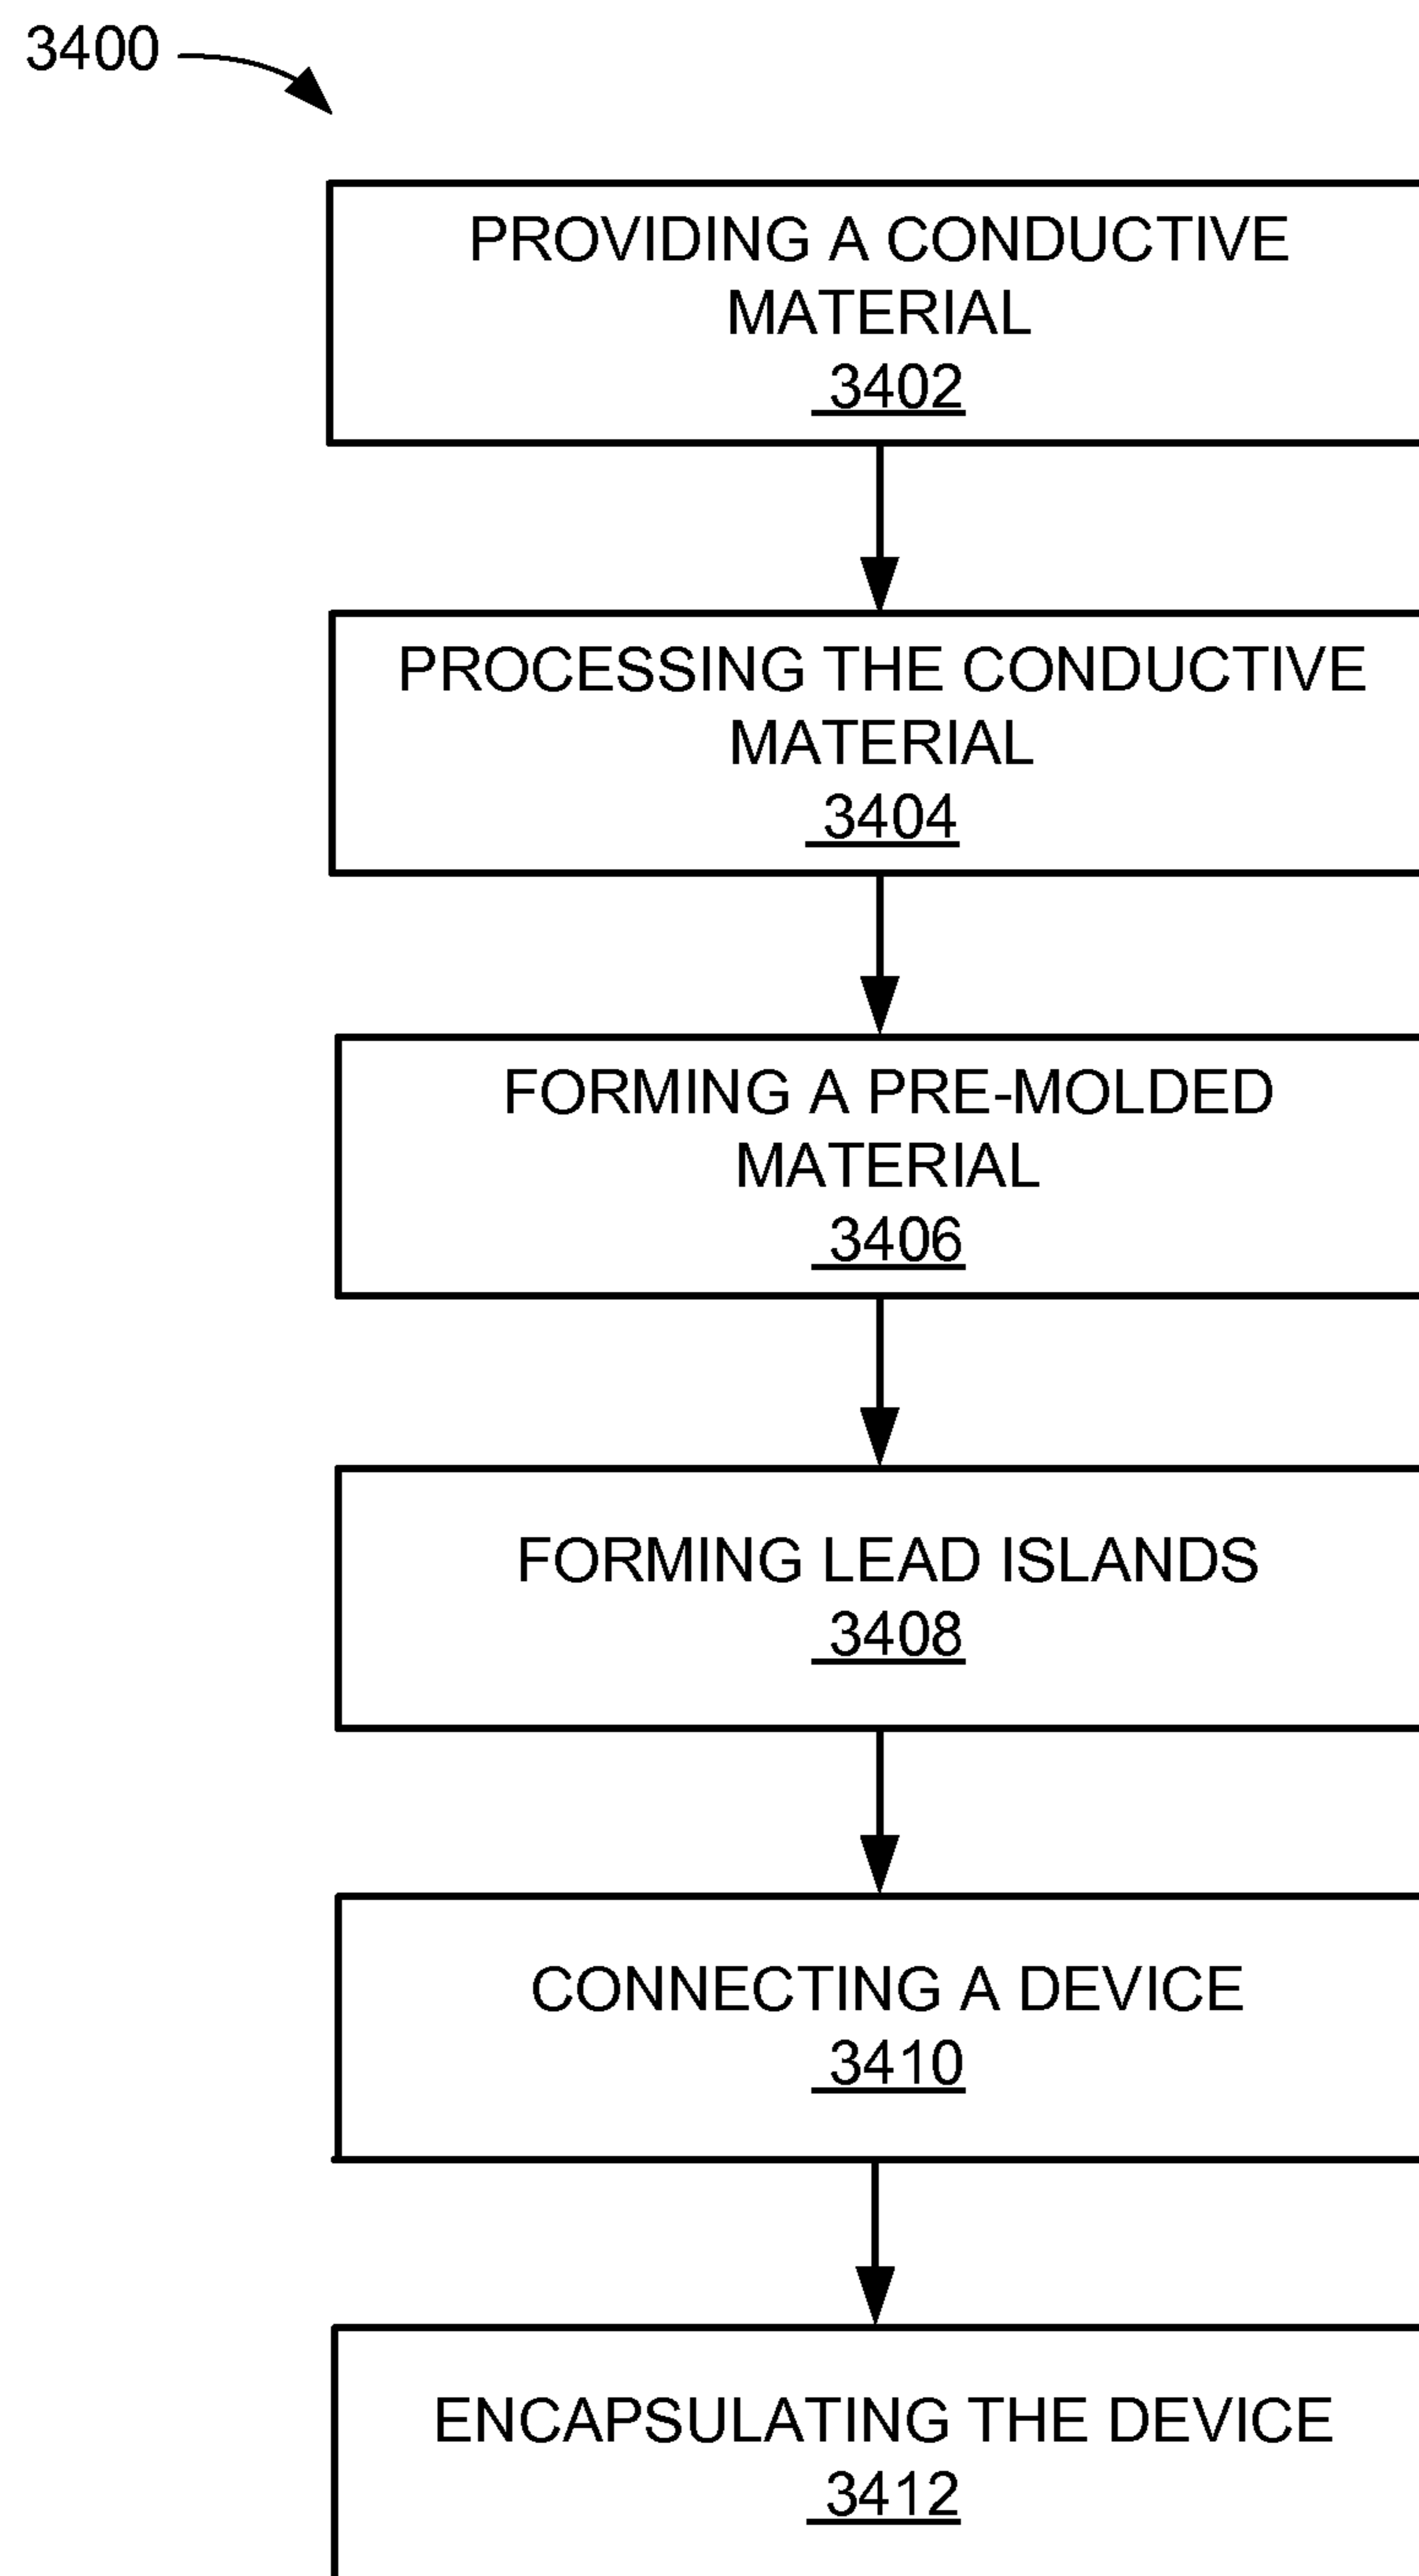 3400
PROVIDING A CONDUCTIVE
MATERIAL
3402
PROCESSING THE CONDUCTIVE
MATERIAL
3404
FORMING A PRE-MOLDED
MATERIAL
3406
FORMING LEAD ISLANDS
3408
CONNECTING A DEVICE
3410
ENCAPSULATING THE DEVICE
3412